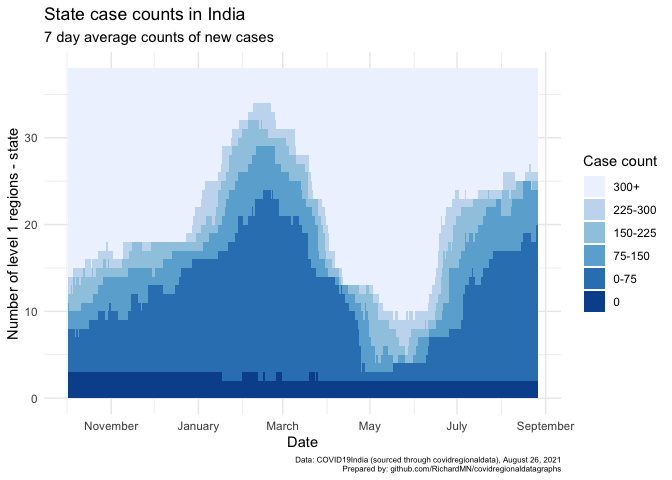 State case counts in India
7 day average counts of new cases
Number of level 1 regions - state
30
20
10
0
November
January
March
May
July
September
Date
Case count
300+
225-300
150-225
75-150
0-75
0
Data: COVID19India (sourced through covidregionaldata), August 26, 2021
Prepared by: github.com/RichardMN/covidregionaldatagraphs